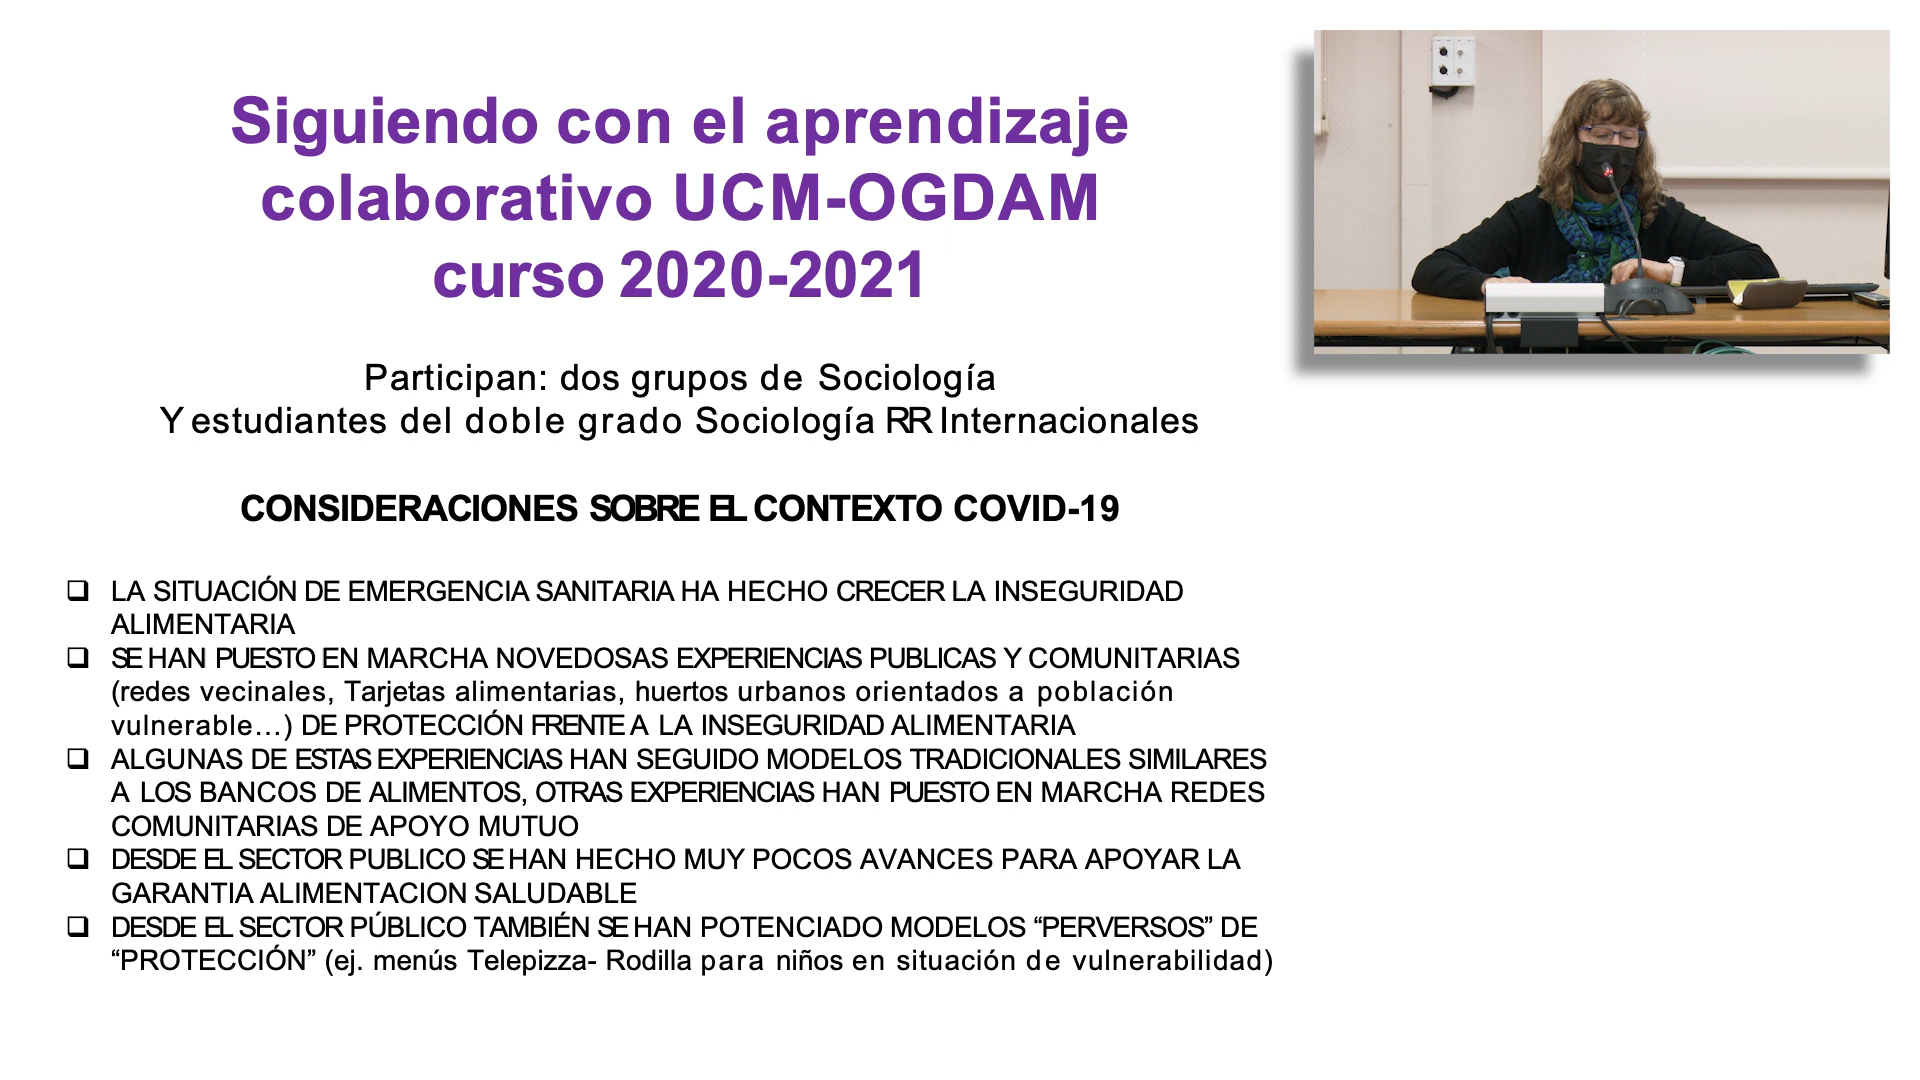 Siguiendo con el aprendizaje
colaborativo UCM-OGDAM
curso 2020-2021
Participan: dos grupos de Sociología
Y estudiantes del doble grado Sociología RR Internacionales
CONSIDERACIONES SOBRE EL CONTEXTO COVID-19
❑ LA SITUACIÓN DE EMERGENCIA SANITARIA HA HECHO CRECER LA INSEGURIDAD
ALIMENTARIA
❑ SE HAN PUESTO EN MARCHA NOVEDOSAS EXPERIENCIAS PUBLICAS Y COMUNITARIAS
(redes vecinales, Tarjetas alimentarias, huertos urbanos orientados a población
vulnerable…) DE PROTECCIÓN FRENTE A LA INSEGURIDAD ALIMENTARIA
❑ ALGUNAS DE ESTAS EXPERIENCIAS HAN SEGUIDO MODELOS TRADICIONALES SIMILARES
A LOS BANCOS DE ALIMENTOS, OTRAS EXPERIENCIAS HAN PUESTO EN MARCHA REDES
COMUNITARIAS DE APOYO MUTUO
❑ DESDE EL SECTOR PUBLICO SE HAN HECHO MUY POCOS AVANCES PARA APOYAR LA
GARANTIA ALIMENTACION SALUDABLE
❑ DESDE EL SECTOR PÚBLICO TAMBIÉN SE HAN POTENCIADO MODELOS “PERVERSOS” DE
“PROTECCIÓN” (ej. menús Telepizza- Rodilla para niños en situación de vulnerabilidad)
BOSCH